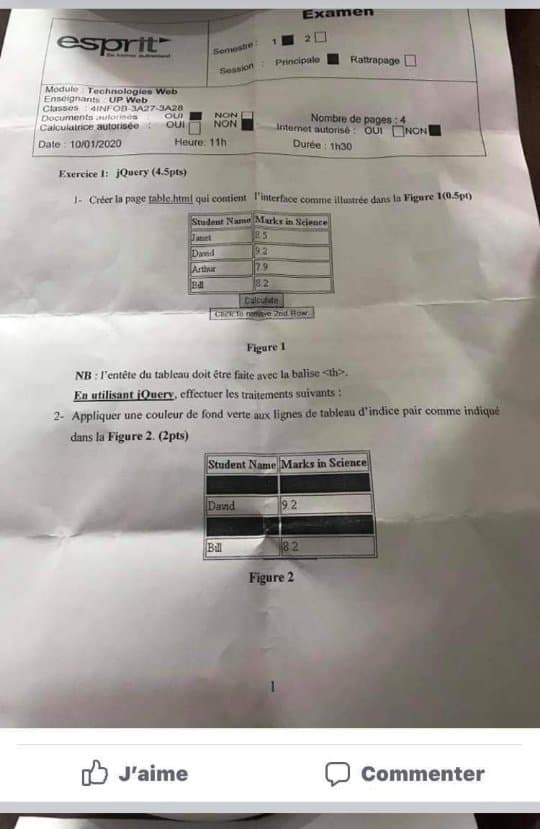 Examen
esprit
Se former autrement
Semestre : 1 2
Session : Principale Rattrapage
Module : Technologies Web
Enseignants : UP Web
Classes : 4INFOB-3A27-3A28
Documents autorisés : OUI NON
Calculatrice autorisée : OUI NON
Nombre de pages : 4
Internet autorisé : OUI NON
Date : 10/01/2020 Heure: 11h Durée : 1h30
Exercice 1: jQuery (4.5pts)
1- Créer la page table.html qui contient l'interface comme illustrée dans la Figure 1(0.5pt)
Student Name Marks in Science
Janet 8.5
David 9.2
Arthur 7.9
Bill 8.2
Calculate
Click to remove 2nd Row
Figure 1
NB : l'entête du tableau doit être faite avec la balise <th>.
En utilisant jQuery, effectuer les traitements suivants :
2- Appliquer une couleur de fond verte aux lignes de tableau d'indice pair comme indiqué
dans la Figure 2. (2pts)
Student Name Marks in Science
David 9.2
Bill 8.2
Figure 2
1
J'aime Commenter